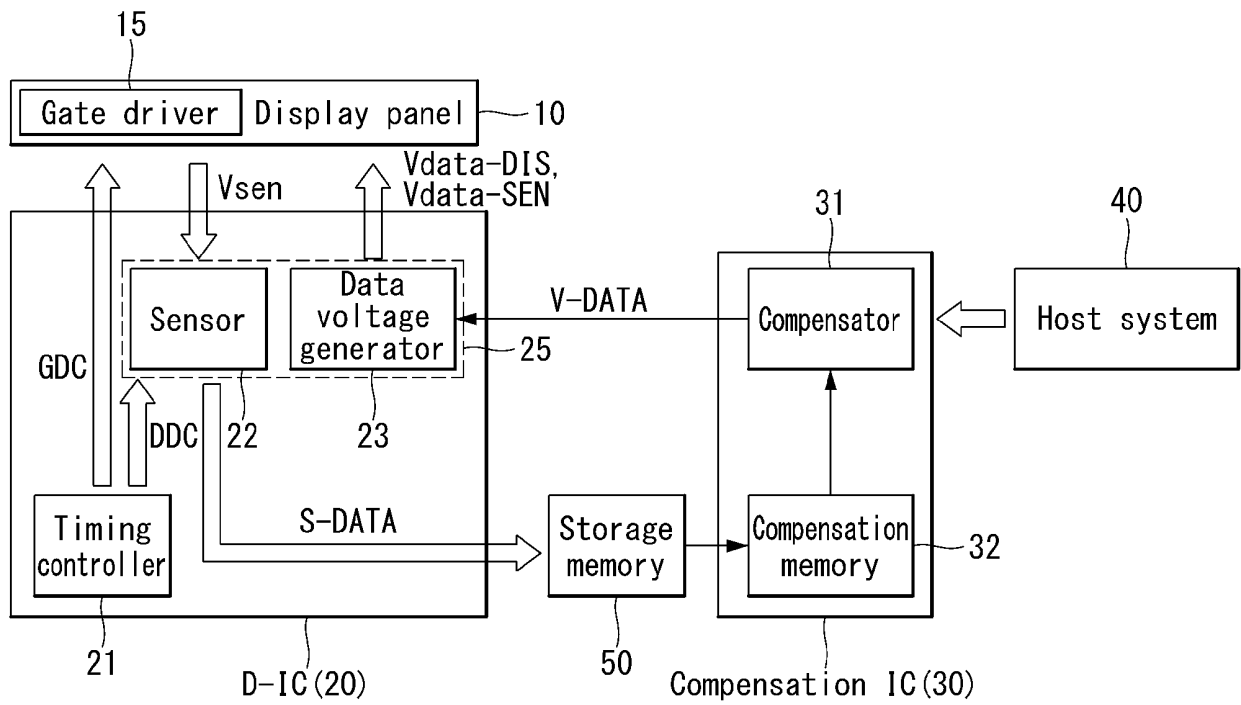 15
Gate driver
Display panel
10
Vsen
Vdata-DIS,
Vdata-SEN
31
40
Sensor
Data
voltage
generator
V-DATA
Compensator
Host system
25
GDC
DDC
22
23
Timing
controller
S-DATA
Storage
memory
Compensation
memory
32
21
50
D-IC(20)
Compensation IC(30)